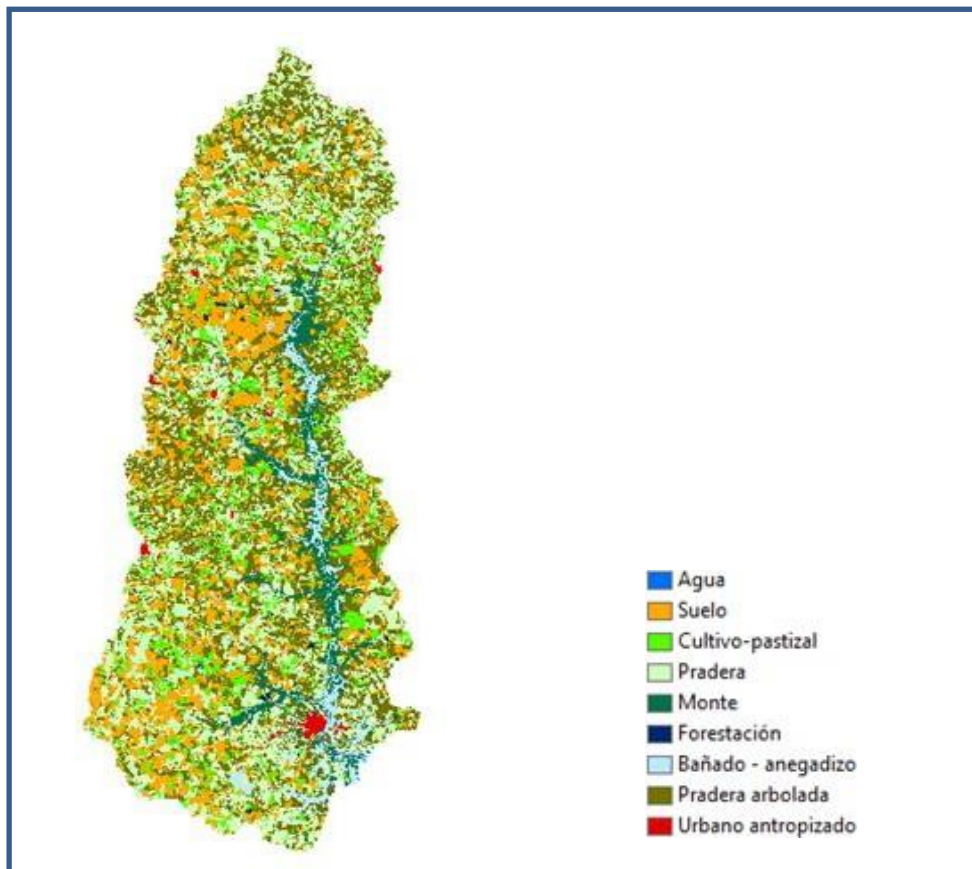 Agua
Suelo
Cultivo-pastizal
Pradera
Monte
Forestación
Bañado - anegadizo
Pradera arbolada
Urbano antropizado